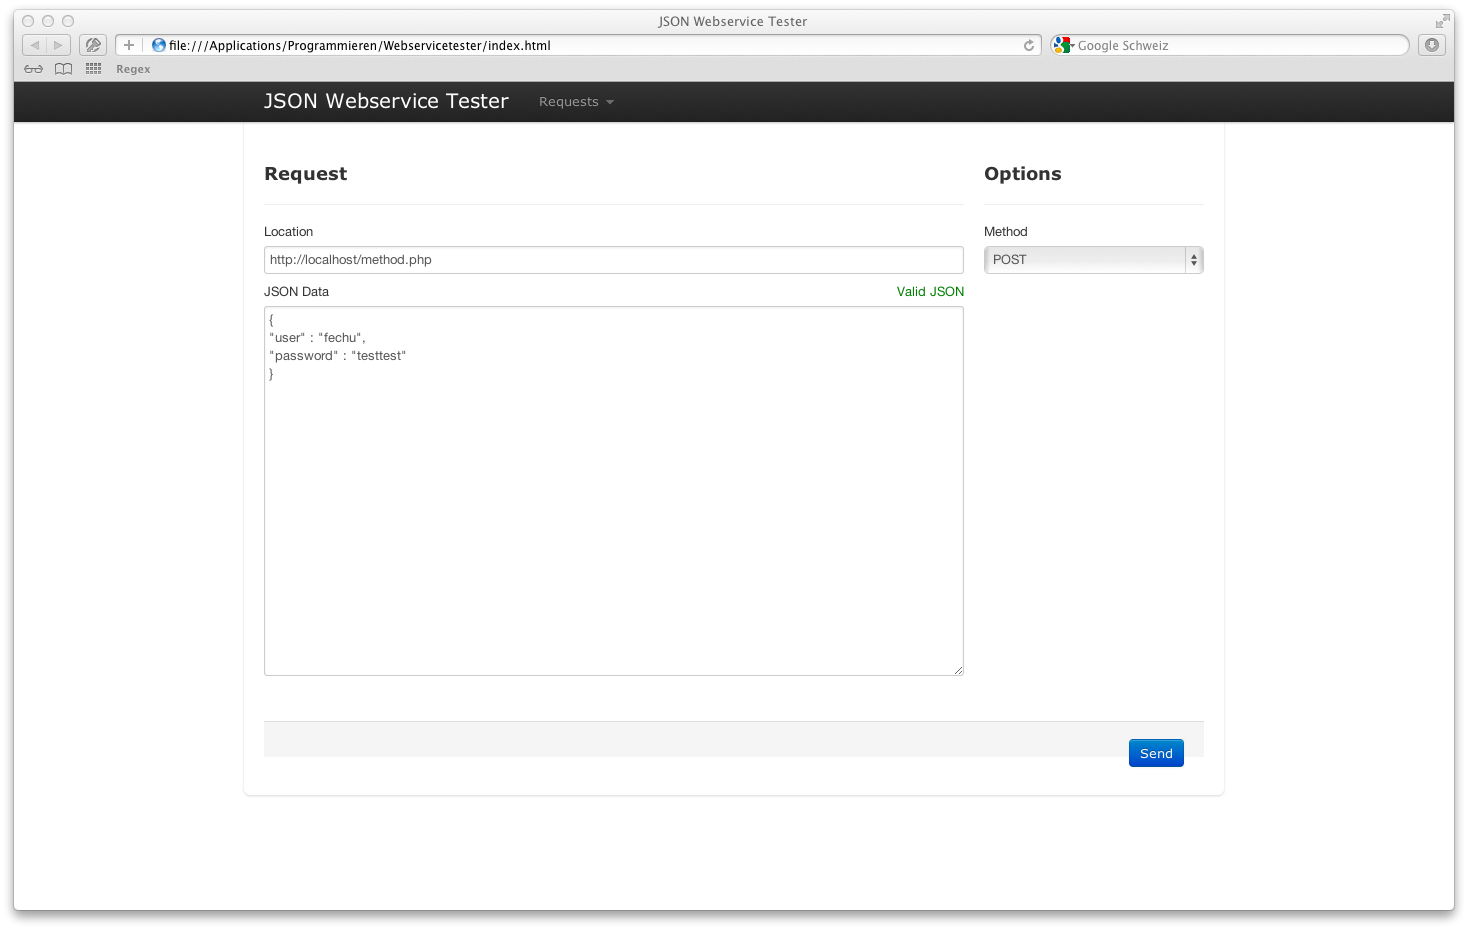 JSON Webservice Tester
file:///Applications/Programmieren/Webservicetester/index.html
Google Schweiz
Regex
JSON Webservice Tester Requests
Request
Options
Location
Method
http://localhost/method.php
POST
JSON Data
Valid JSON
{
"user" : "fechu",
"password" : "testtest"
}
Send